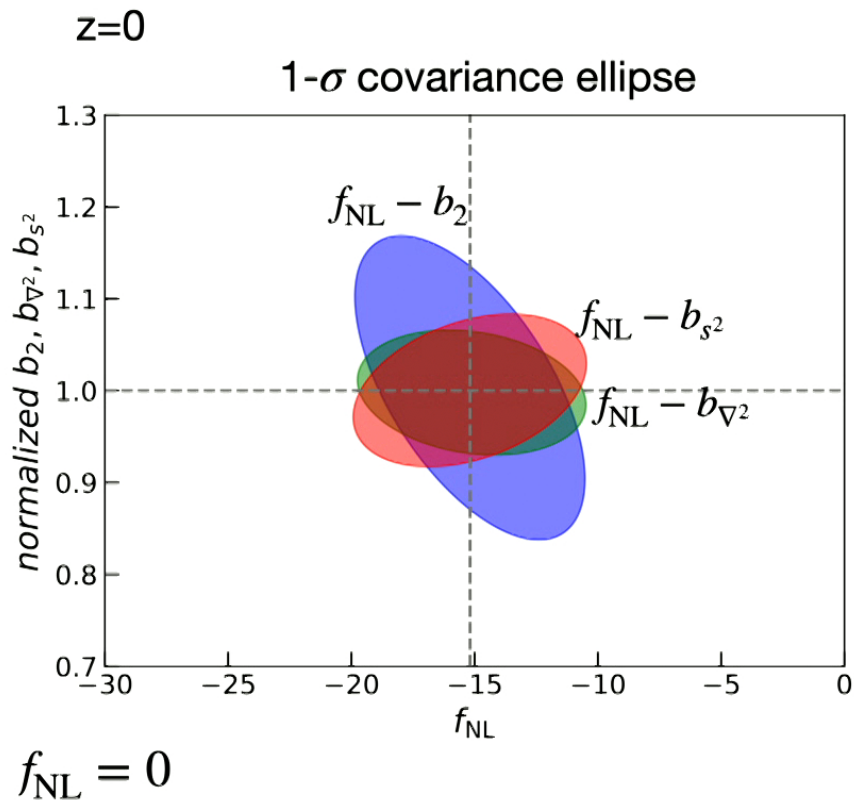 z=0
1-σ covariance ellipse
1.3
1.2
1.1
1.0
0.9
0.8
0.7
normalized b₂, b_∇², b_s²
f_NL − b₂
f_NL − b_s²
f_NL − b_∇²
−30 −25 −20 −15 −10 −5 0
f_NL
f_NL = 0